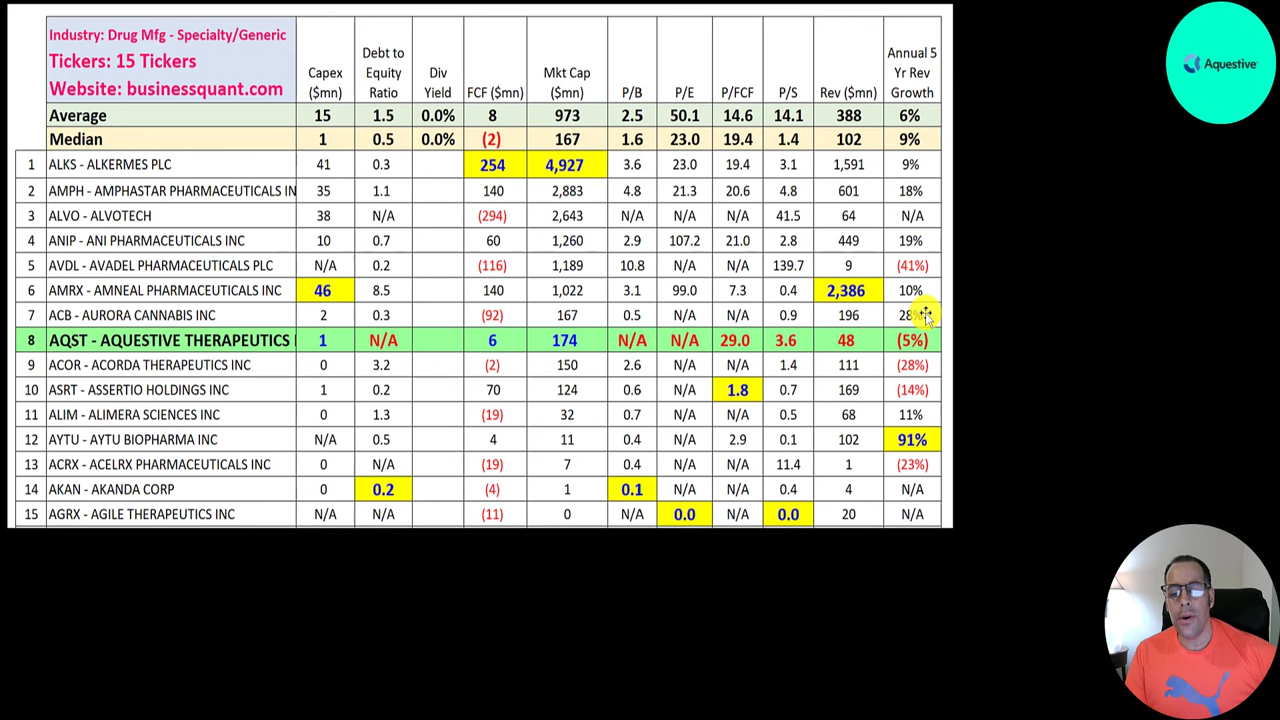 Industry: Drug Mfg - Specialty/Generic
Tickers: 15 Tickers
Website: businessquant.com
Capex ($mn) Debt to Equity Ratio Div Yield FCF ($mn) Mkt Cap ($mn) P/B P/E P/FCF P/S Rev ($mn) Annual 5 Yr Rev Growth
Average 15 1.5 0.0% 8 973 2.5 50.1 14.6 14.1 388 6%
Median 1 0.5 0.0% (2) 167 1.6 23.0 19.4 1.4 102 9%
1 ALKS - ALKERMES PLC 41 0.3 254 4,927 3.6 23.0 19.4 3.1 1,591 9%
2 AMPH - AMPHASTAR PHARMACEUTICALS IN 35 1.1 140 2,883 4.8 21.3 20.6 4.8 601 18%
3 ALVO - ALVOTECH 38 N/A (294) 2,643 N/A N/A N/A 41.5 64 N/A
4 ANIP - ANI PHARMACEUTICALS INC 10 0.7 60 1,260 2.9 107.2 21.0 2.8 449 19%
5 AVDL - AVADEL PHARMACEUTICALS PLC N/A 0.2 (116) 1,189 10.8 N/A N/A 139.7 9 (41%)
6 AMRX - AMNEAL PHARMACEUTICALS INC 46 8.5 140 1,022 3.1 99.0 7.3 0.4 2,386 10%
7 ACB - AURORA CANNABIS INC 2 0.3 (92) 167 0.5 N/A N/A 0.9 196 28%
8 AQST - AQUESTIVE THERAPEUTICS 1 N/A 6 174 N/A N/A 29.0 3.6 48 (5%)
9 ACOR - ACORDA THERAPEUTICS INC 0 3.2 (2) 150 2.6 N/A N/A 1.4 111 (28%)
10 ASRT - ASSERTIO HOLDINGS INC 1 0.2 70 124 0.6 N/A 1.8 0.7 169 (14%)
11 ALIM - ALIMERA SCIENCES INC 0 1.3 (19) 32 0.7 N/A N/A 0.5 68 11%
12 AYTU - AYTU BIOPHARMA INC N/A 0.5 4 11 0.4 N/A 2.9 0.1 102 91%
13 ACRX - ACELRX PHARMACEUTICALS INC 0 N/A (19) 7 0.4 N/A N/A 11.4 1 (23%)
14 AKAN - AKANDA CORP 0 0.2 (4) 1 0.1 N/A N/A 0.4 4 N/A
15 AGRX - AGILE THERAPEUTICS INC N/A N/A (11) 0 N/A 0.0 N/A 0.0 20 N/A
Aquestive